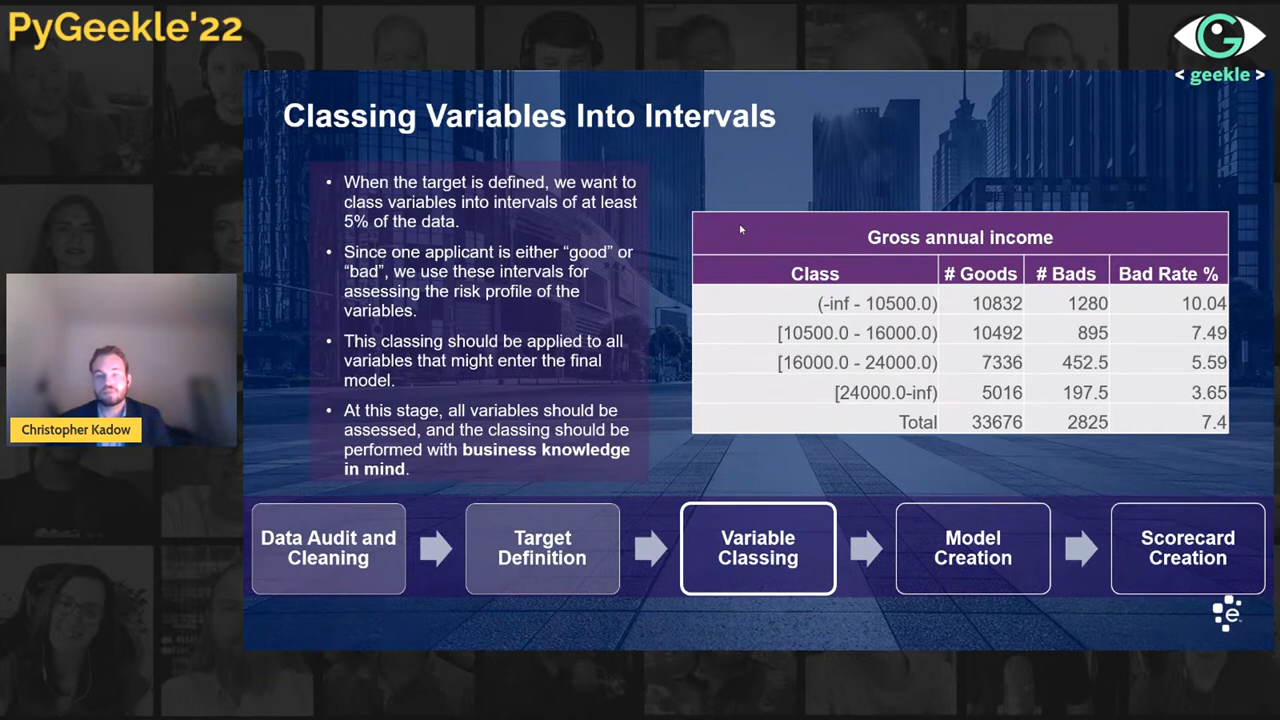 PyGeekle'22
< geekle >
Classing Variables Into Intervals
• When the target is defined, we want to
class variables into intervals of at least
5% of the data.
• Since one applicant is either “good” or
“bad”, we use these intervals for
assessing the risk profile of the
variables.
• This classing should be applied to all
variables that might enter the final
model.
• At this stage, all variables should be
assessed, and the classing should be
performed with business knowledge
in mind.
Gross annual income
Class # Goods # Bads Bad Rate %
(-inf - 10500.0) 10832 1280 10.04
[10500.0 - 16000.0) 10492 895 7.49
[16000.0 - 24000.0) 7336 452.5 5.59
[24000.0-inf) 5016 197.5 3.65
Total 33676 2825 7.4
Christopher Kadow
Data Audit and
Cleaning
Target
Definition
Variable
Classing
Model
Creation
Scorecard
Creation
e